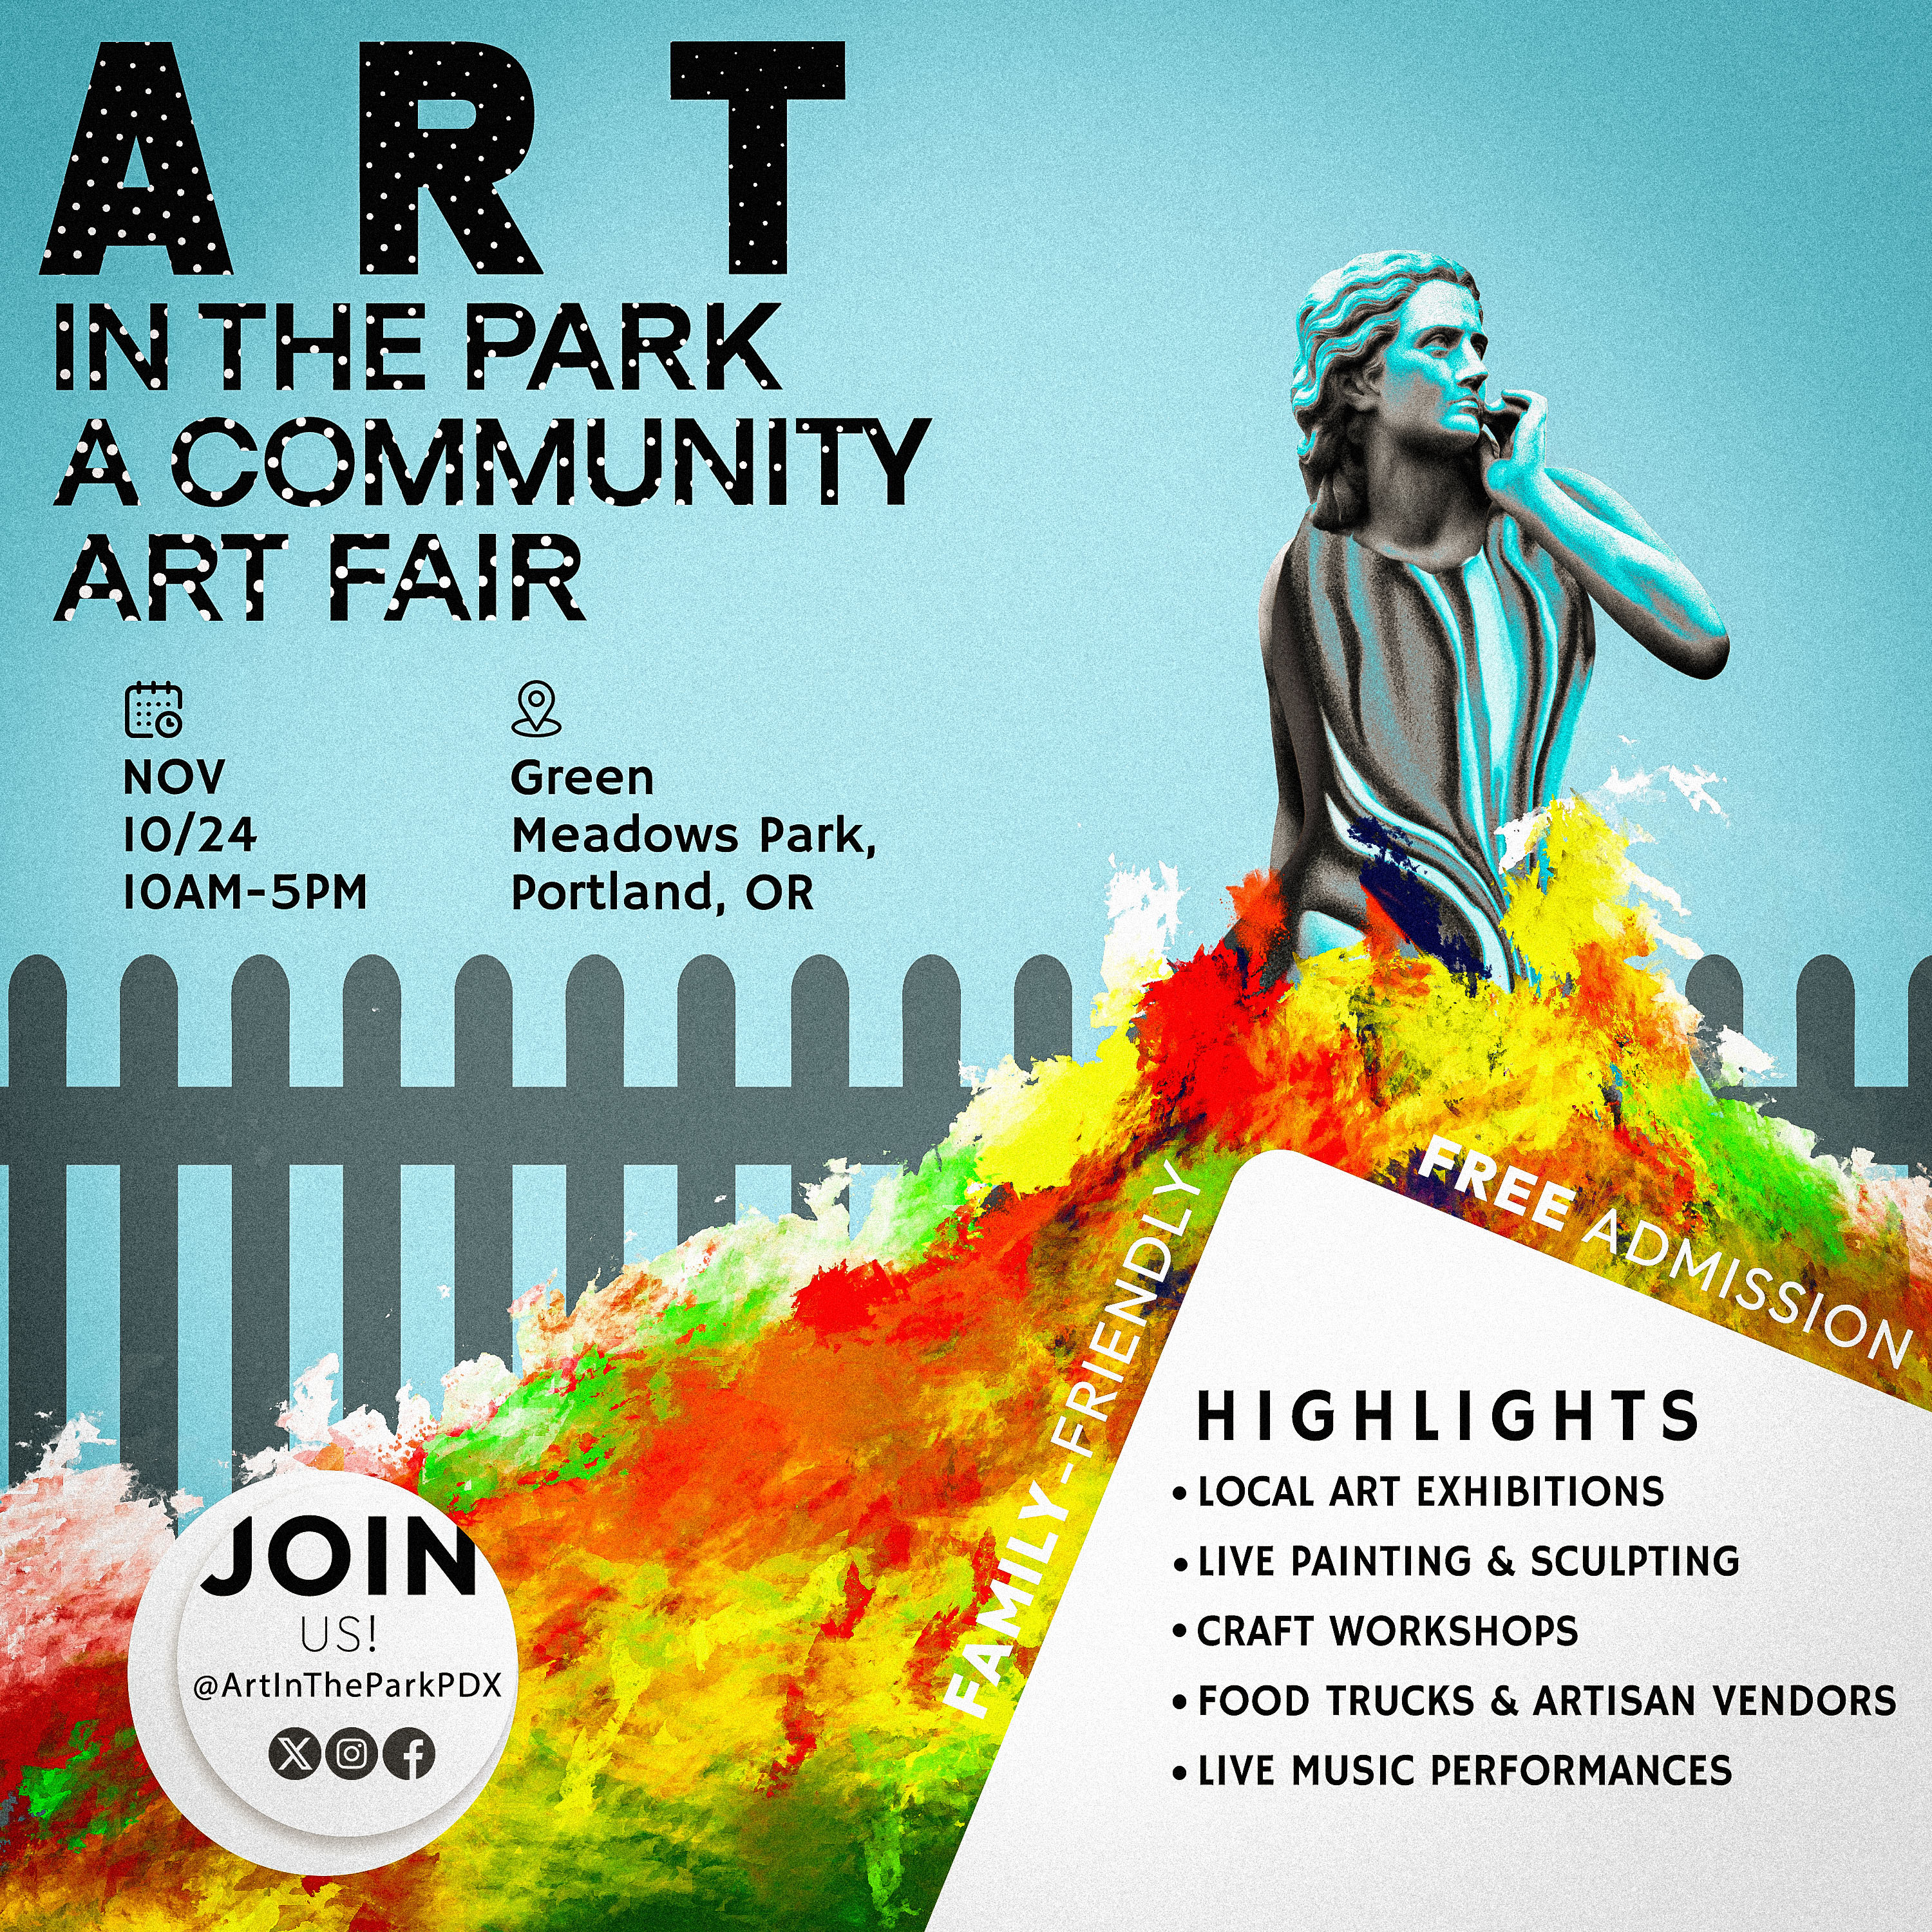 ART
IN THE PARK
A COMMUNITY
ART FAIR
NOV
10/24
10AM-5PM
Green
Meadows Park,
Portland, OR
FREE ADMISSION
FAMILY-FRIENDLY
HIGHLIGHTS
• LOCAL ART EXHIBITIONS
• LIVE PAINTING & SCULPTING
• CRAFT WORKSHOPS
• FOOD TRUCKS & ARTISAN VENDORS
• LIVE MUSIC PERFORMANCES
JOIN
US!
@ArtInTheParkPDX